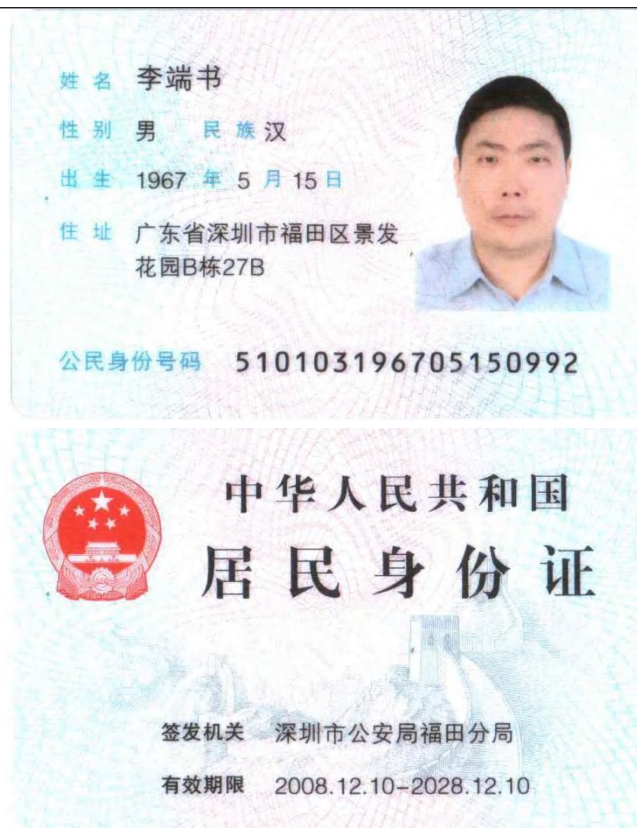 姓名 李端书
性别 男 民族 汉
出生 1967 年 5 月 15 日
住址 广东省深圳市福田区景发
花园B栋27B
公民身份号码 510103196705150992
中华人民共和国
居民身份证
签发机关 深圳市公安局福田分局
有效期限 2008.12.10-2028.12.10